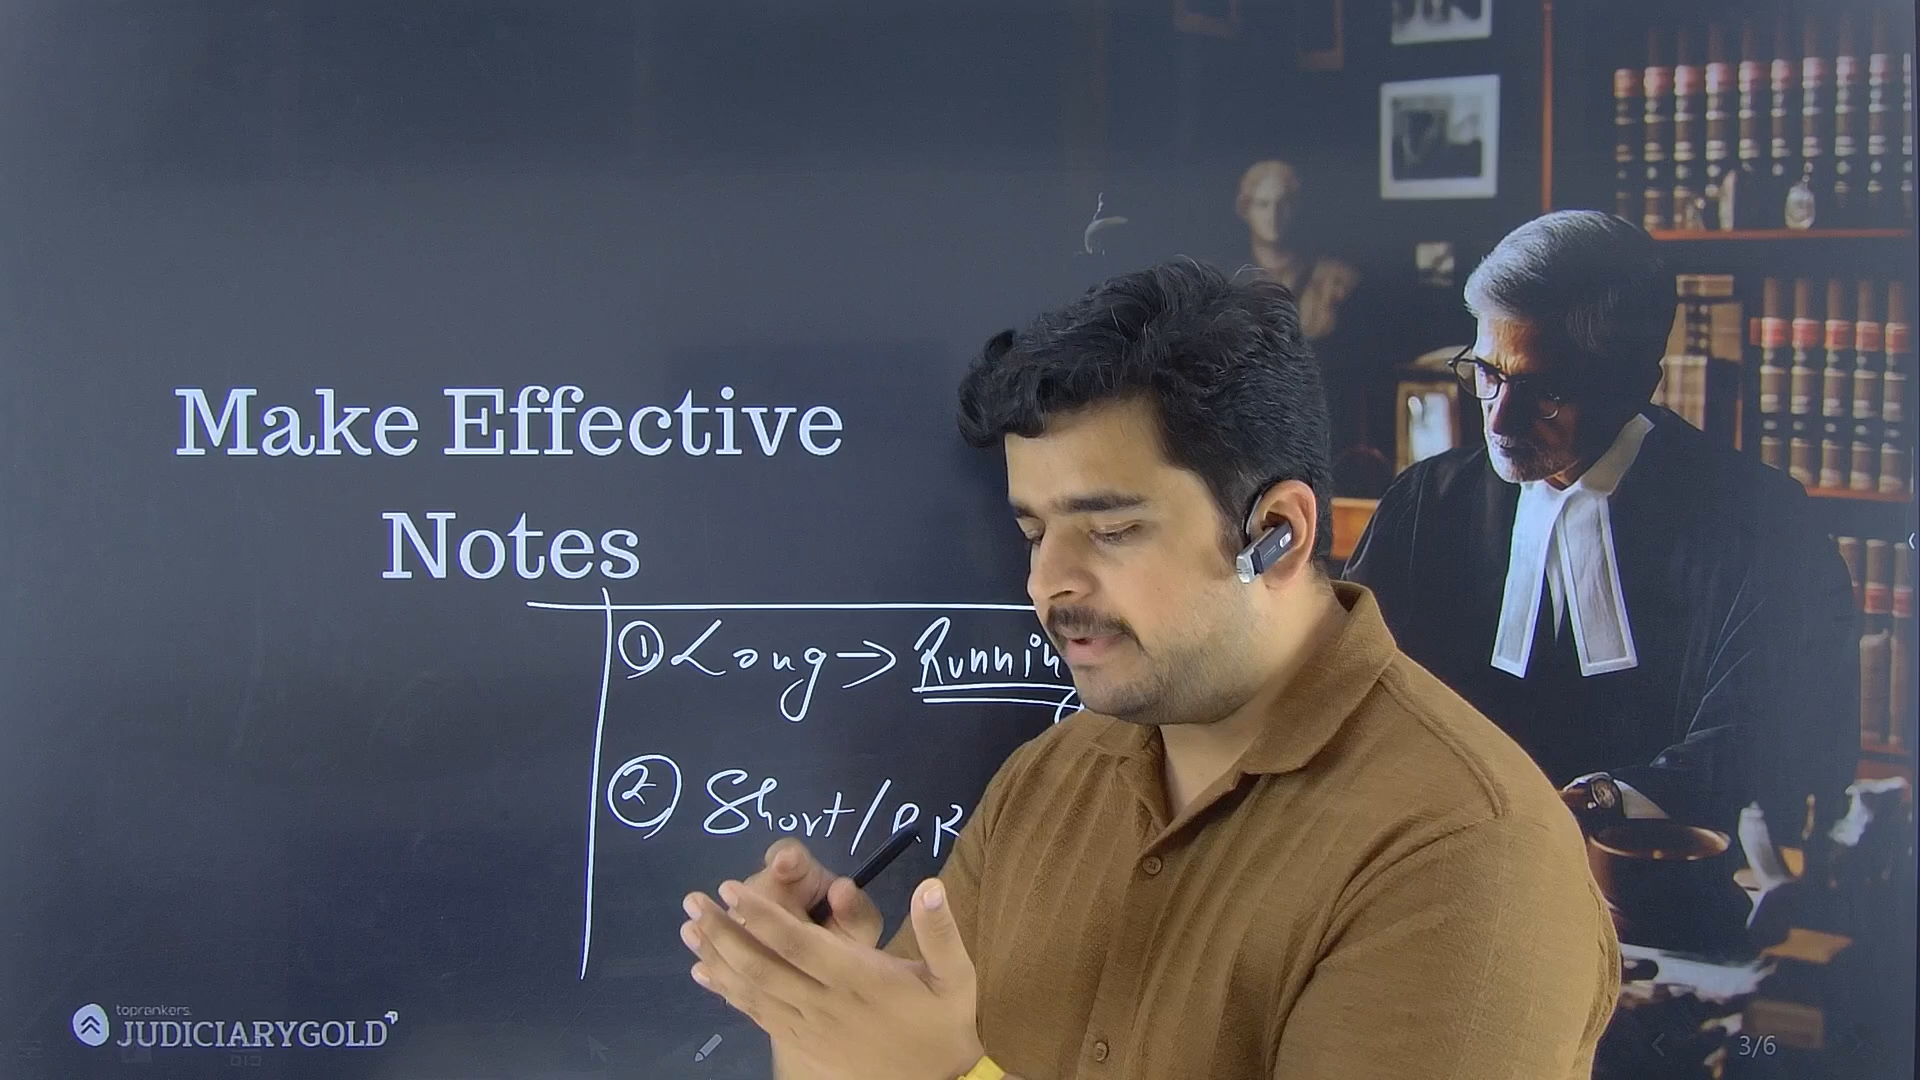 Make Effective
Notes
① Long → Runnin
② Short / R.R
toprankers
JUDICIARYGOLD
3/6